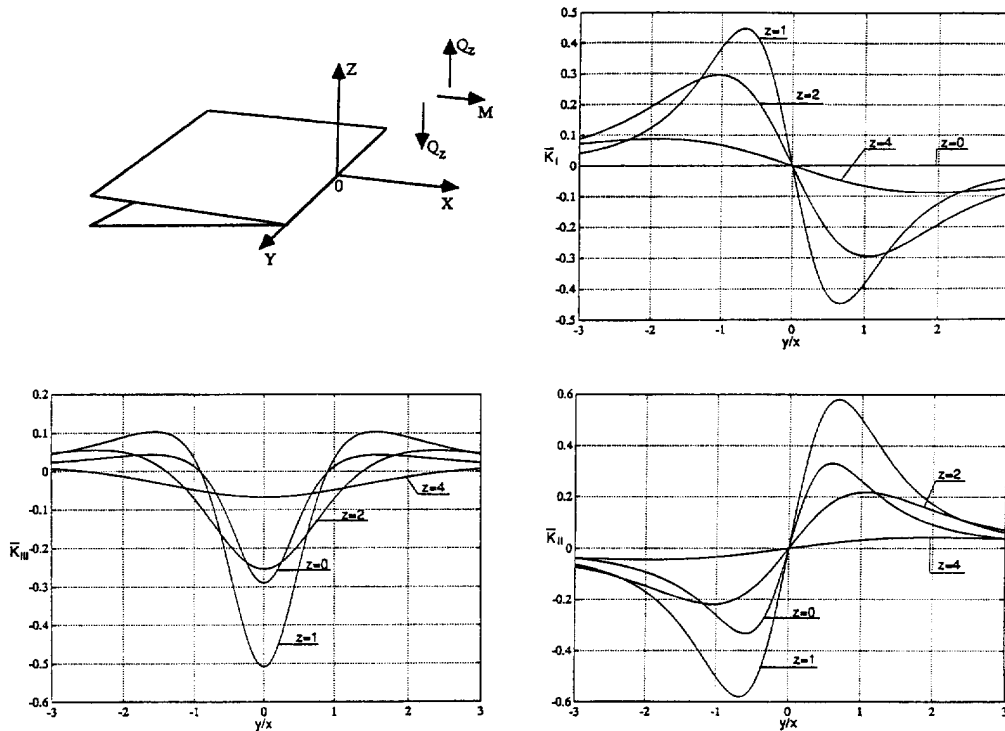 Z
Q_z
M
Q_z
0
X
Y
0.5
0.4
0.3
0.2
0.1
0
-0.1
-0.2
-0.3
-0.4
-0.5
K̅_I
z=1
z=2
z=4
z=0
-3
-2
-1
0
1
2
y/x
0.2
0.1
0
-0.1
-0.2
-0.3
-0.4
-0.5
-0.6
K̅_III
z=4
z=2
z=0
z=1
-3
-2
-1
0
1
2
3
y/x
0.6
0.4
0.2
0
-0.2
-0.4
-0.6
K̅_II
z=2
z=4
z=0
z=1
-3
-2
-1
0
1
2
3
y/x